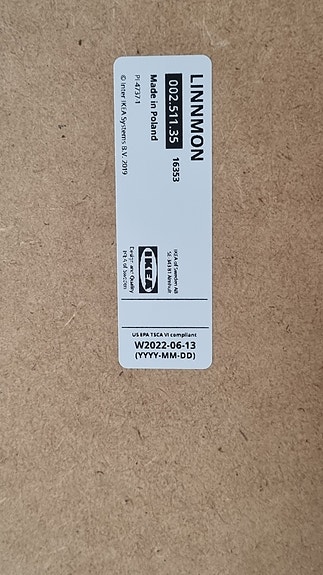 LINNMON
002.511.35 16353
Made in Poland
PI-4737-1
© Inter IKEA Systems B.V. 2019
IKEA of Sweden AB
SE-343 81 Älmhult
IKEA
Design and Quality
IKEA of Sweden
US EPA TSCA VI compliant
W2022-06-13
(YYYY-MM-DD)